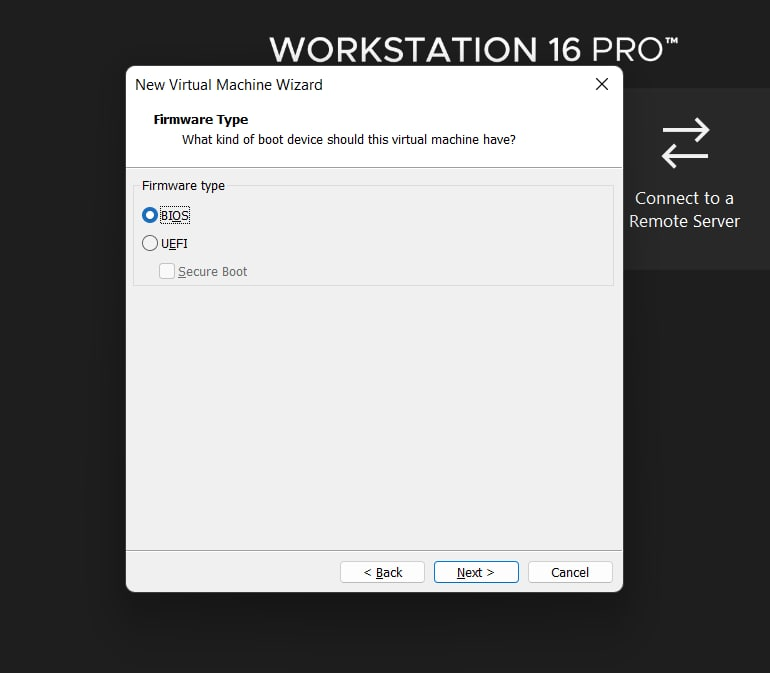 WORKSTATION 16 PRO™
New Virtual Machine Wizard
Firmware Type
What kind of boot device should this virtual machine have?
Firmware type
BIOS
UEFI
Secure Boot
< Back
Next >
Cancel
Connect to a
Remote Server